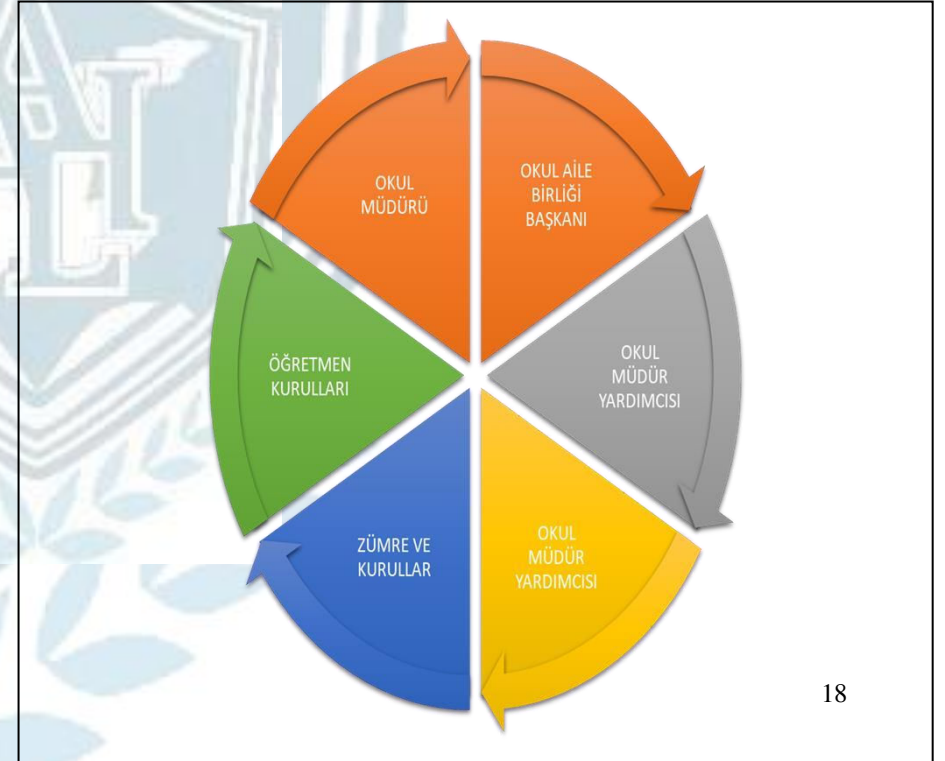 OKUL
MÜDÜRÜ
OKUL AİLE
BİRLİĞİ
BAŞKANI
OKUL
MÜDÜR
YARDIMCISI
OKUL
MÜDÜR
YARDIMCISI
ZÜMRE VE
KURULLAR
ÖĞRETMEN
KURULLARI
18